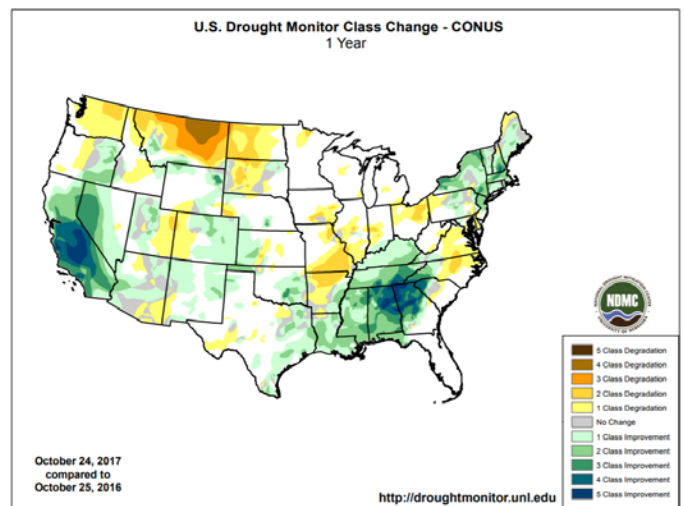 U.S. Drought Monitor Class Change - CONUS
1 Year
NDMC
5 Class Degradation
4 Class Degradation
3 Class Degradation
2 Class Degradation
1 Class Degradation
No Change
1 Class Improvement
2 Class Improvement
3 Class Improvement
4 Class Improvement
5 Class Improvement
October 24, 2017
compared to
October 25, 2016
http://droughtmonitor.unl.edu